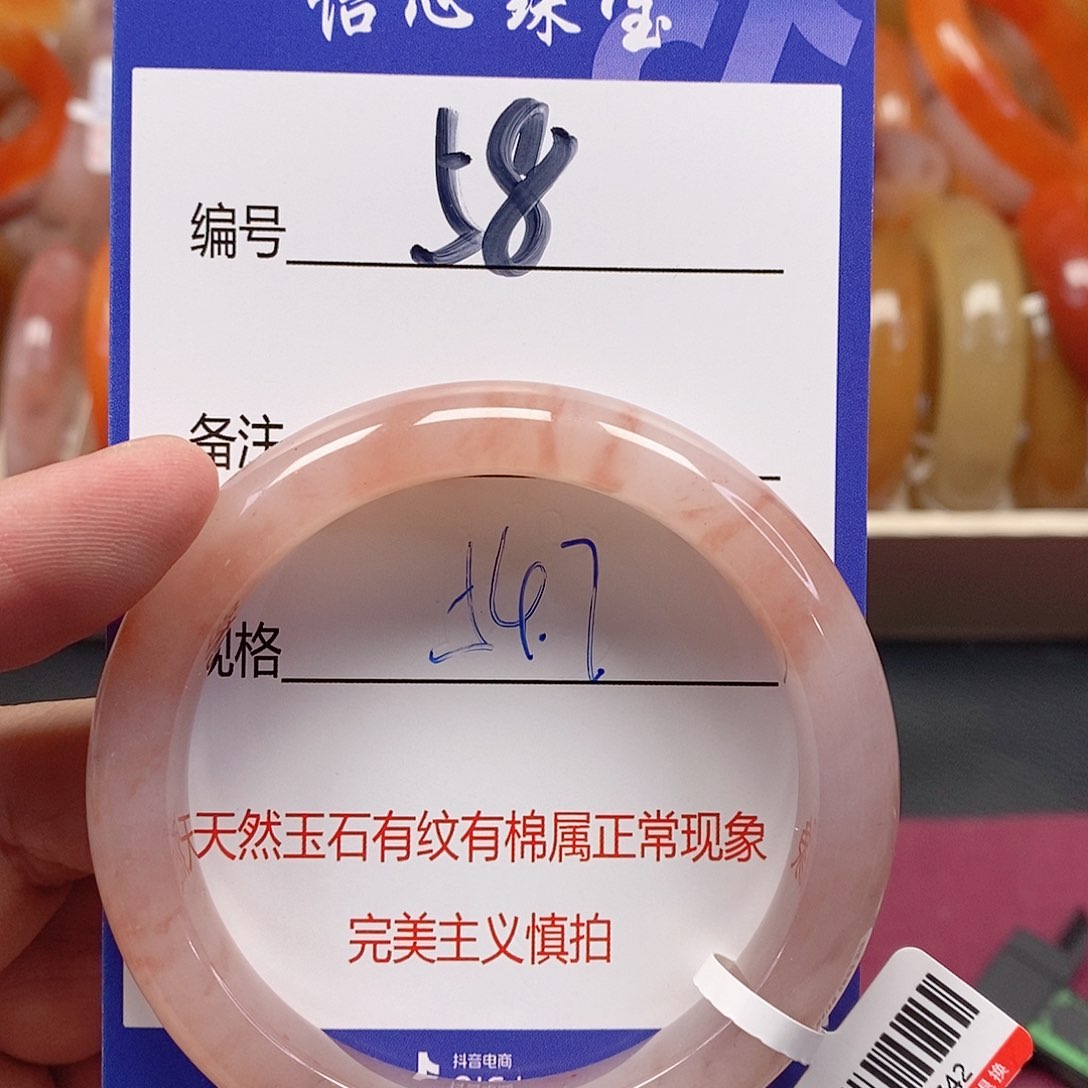 编号 58
备注
规格 54.7
天然玉石有纹有棉属正常现象
完美主义慎拍
抖音电商